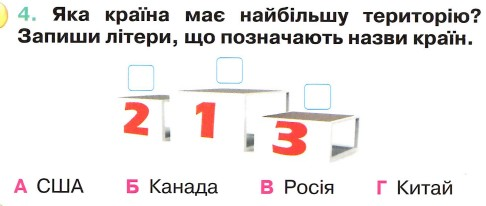 4. Яка країна має найбільшу територію?
Запиши літери, що позначають назви країн.
2 1 3
А США Б Канада В Росія Г Китай